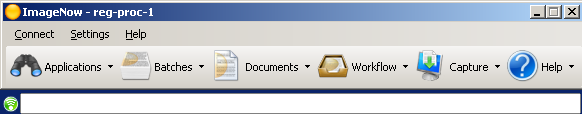 ImageNow - reg-proc-1
Connect Settings Help
Applications Batches Documents Workflow Capture Help